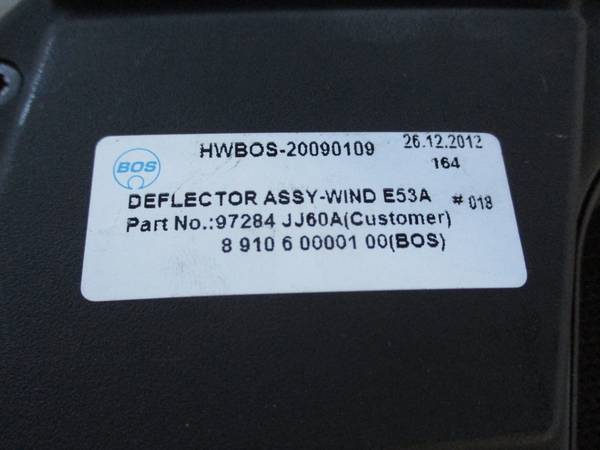 HWBOS-20090109 26.12.2012
BOS 164
DEFLECTOR ASSY-WIND E53A # 018
Part No.:97284 JJ60A(Customer)
8 910 6 00001 00(BOS)